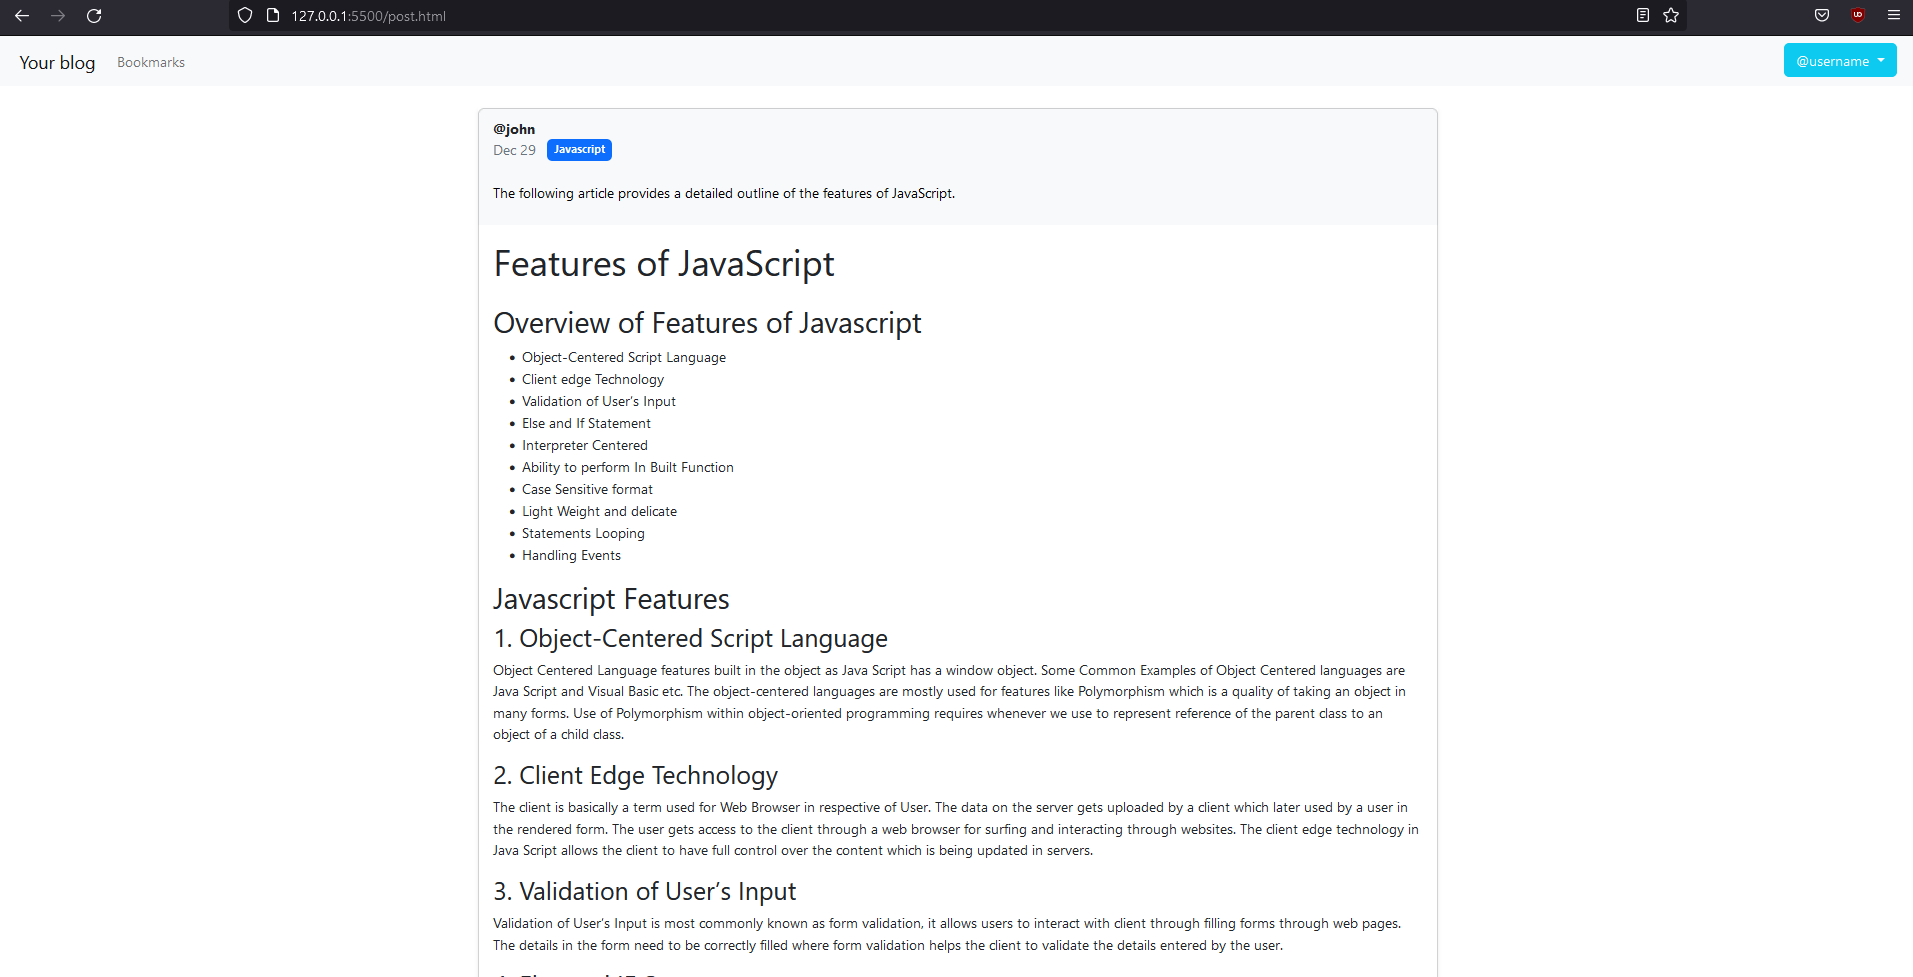 127.0.0.1:5500/post.html
Your blog
Bookmarks
@username
@john
Dec 29
Javascript
The following article provides a detailed outline of the features of JavaScript.
Features of JavaScript
Overview of Features of Javascript
• Object-Centered Script Language
• Client edge Technology
• Validation of User’s Input
• Else and If Statement
• Interpreter Centered
• Ability to perform In Built Function
• Case Sensitive format
• Light Weight and delicate
• Statements Looping
• Handling Events
Javascript Features
1. Object-Centered Script Language
Object Centered Language features built in the object as Java Script has a window object. Some Common Examples of Object Centered languages are
Java Script and Visual Basic etc. The object-centered languages are mostly used for features like Polymorphism which is a quality of taking an object in
many forms. Use of Polymorphism within object-oriented programming requires whenever we use to represent reference of the parent class to an
object of a child class.
2. Client Edge Technology
The client is basically a term used for Web Browser in respective of User. The data on the server gets uploaded by a client which later used by a user in
the rendered form. The user gets access to the client through a web browser for surfing and interacting through websites. The client edge technology in
Java Script allows the client to have full control over the content which is being updated in servers.
3. Validation of User’s Input
Validation of User’s Input is most commonly known as form validation, it allows users to interact with client through filling forms through web pages.
The details in the form need to be correctly filled where form validation helps the client to validate the details entered by the user.